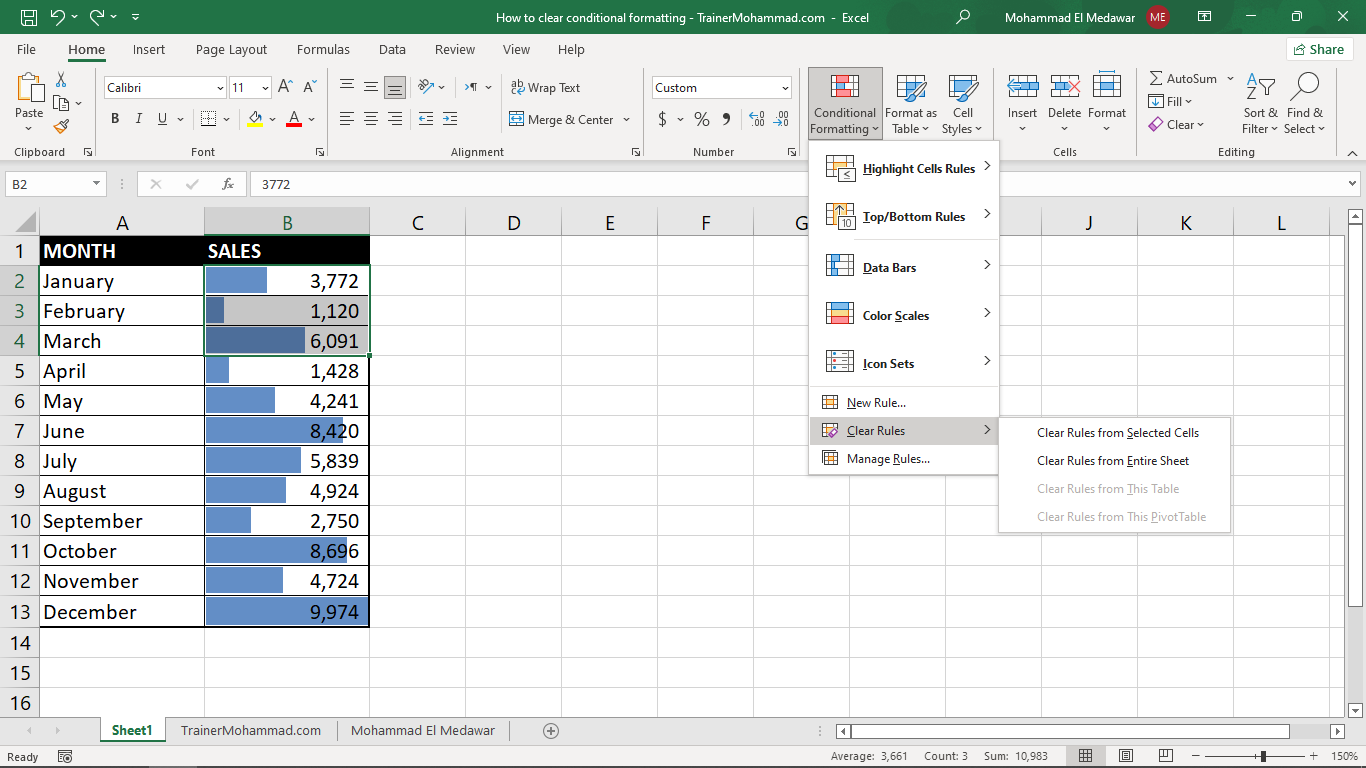 How to clear conditional formatting - TrainerMohammad.com - Excel
Mohammad El Medawar ME
File Home Insert Page Layout Formulas Data Review View Help Share
Paste
Clipboard
Calibri 11 A A
B I U A
Font
ab Wrap Text
Merge & Center
Alignment
Custom
$ % 9 .00 .00
Number
Conditional Formatting
Format as Table
Cell Styles
Insert Delete Format
Cells
AutoSum
Fill
Clear
Sort & Filter
Find & Select
Editing
B2 fx 3772
A B C D E F G J K L
1 MONTH SALES
2 January 3,772
3 February 1,120
4 March 6,091
5 April 1,428
6 May 4,241
7 June 8,420
8 July 5,839
9 August 4,924
10 September 2,750
11 October 8,696
12 November 4,724
13 December 9,974
14
15
16
Highlight Cells Rules
Top/Bottom Rules
Data Bars
Color Scales
Icon Sets
New Rule...
Clear Rules
Manage Rules...
Clear Rules from Selected Cells
Clear Rules from Entire Sheet
Clear Rules from This Table
Clear Rules from This PivotTable
Sheet1 TrainerMohammad.com Mohammad El Medawar
Ready Average: 3,661 Count: 3 Sum: 10,983 150%